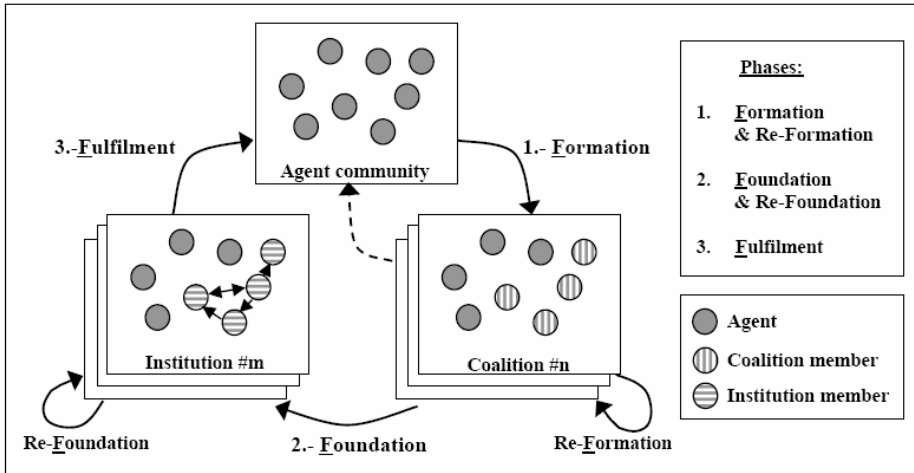 Agent community
3.-Fulfilment
1.- Formation
Institution #m
Coalition #n
Re-Foundation
2.- Foundation
Re-Formation
Phases:
1. Formation
& Re-Formation
2. Foundation
& Re-Foundation
3. Fulfilment
Agent
Coalition member
Institution member